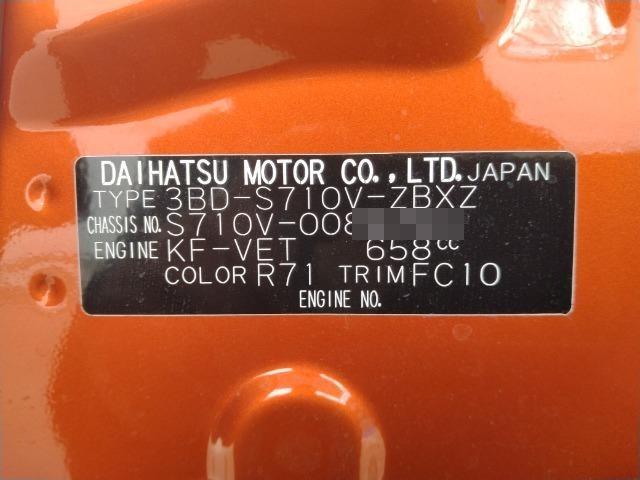 DAIHATSU MOTOR CO., LTD. JAPAN
TYPE 3BD-S710V-ZBXZ
CHASSIS NO. S710V-008
ENGINE KF-VET 658cc
COLOR R71 TRIM FC10
ENGINE NO.